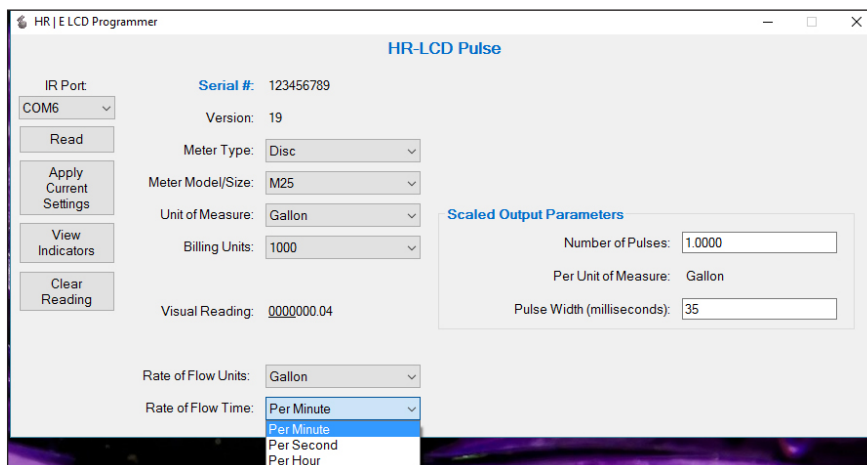 HR | E LCD Programmer
HR-LCD Pulse
IR Port:
COM6
Read
Apply
Current
Settings
View
Indicators
Clear
Reading
Serial #: 123456789
Version: 19
Meter Type: Disc
Meter Model/Size: M25
Unit of Measure: Gallon
Billing Units: 1000
Visual Reading: 0000000.04
Rate of Flow Units: Gallon
Rate of Flow Time: Per Minute
Per Minute
Per Second
Per Hour
Scaled Output Parameters
Number of Pulses: 1.0000
Per Unit of Measure: Gallon
Pulse Width (milliseconds): 35